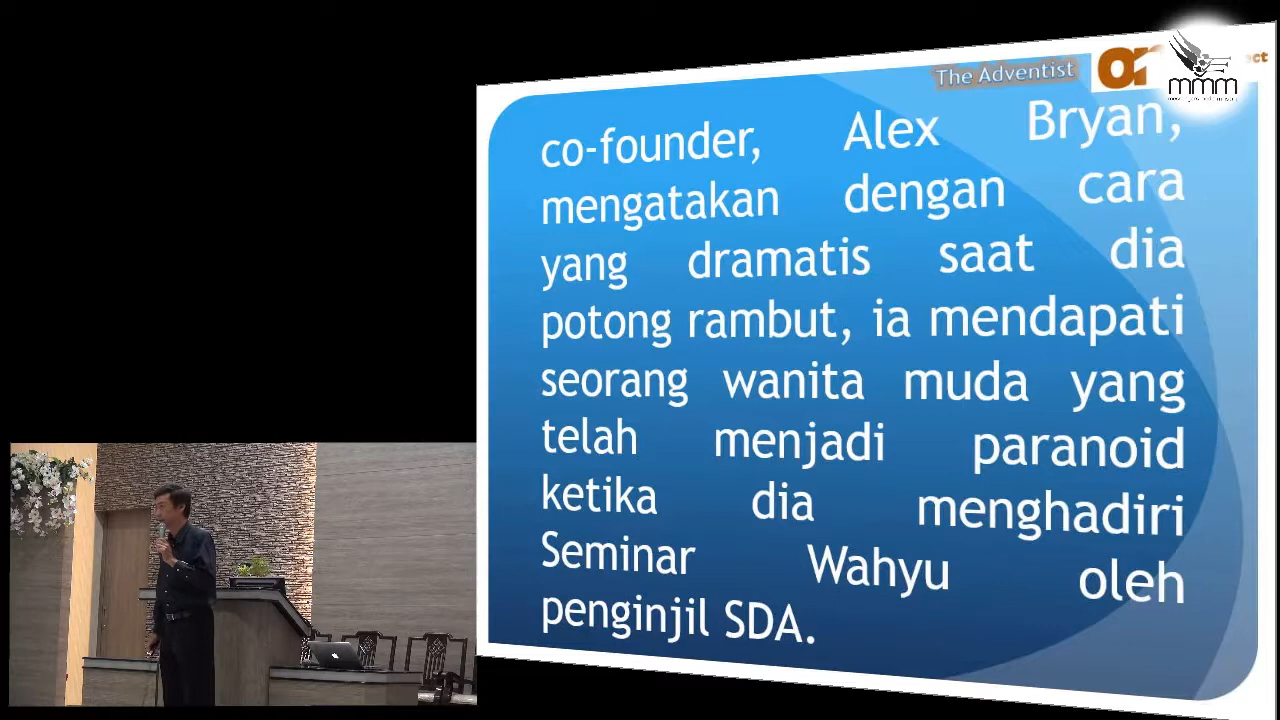 The Adventist
mmm
co-founder, Alex Bryan,
mengatakan dengan cara
yang dramatis saat dia
potong rambut, ia mendapati
seorang wanita muda yang
telah menjadi paranoid
ketika dia menghadiri
Seminar Wahyu oleh
penginjil SDA.